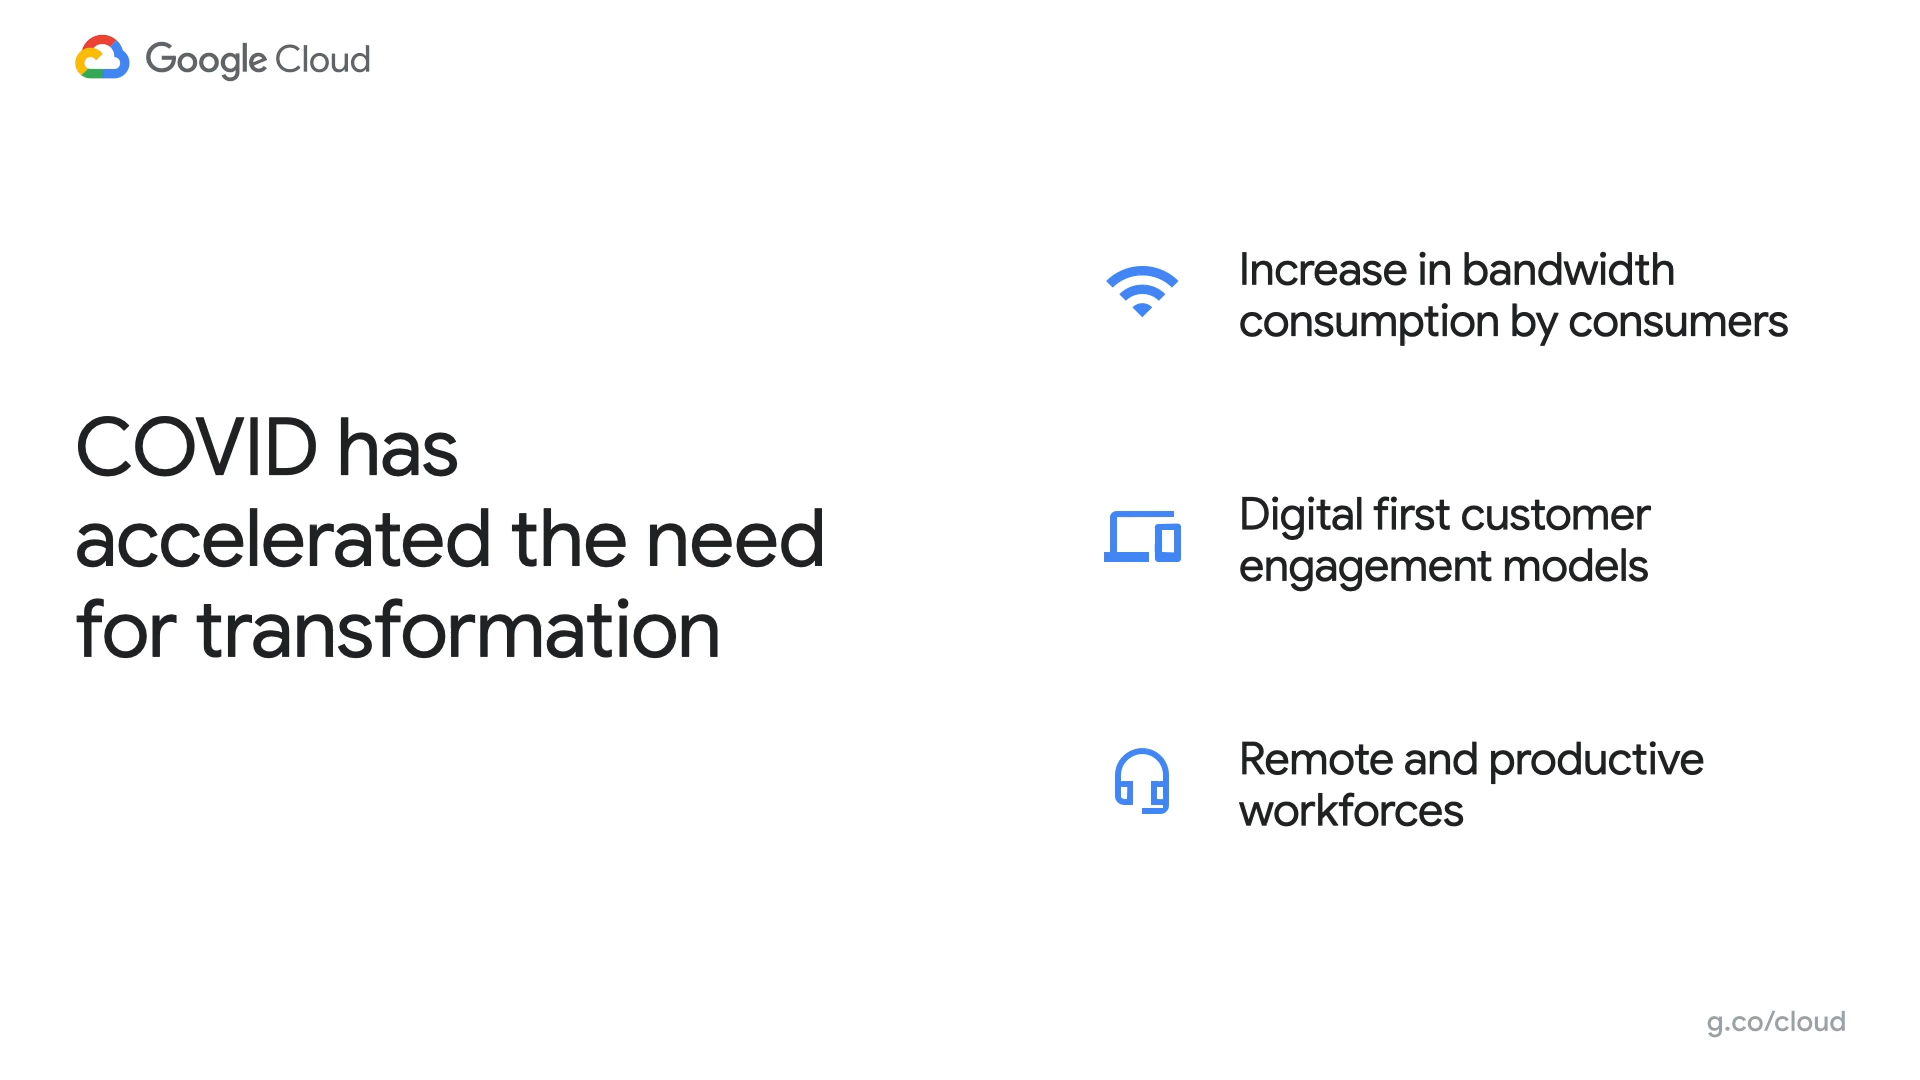 Google Cloud
COVID has
accelerated the need
for transformation
Increase in bandwidth
consumption by consumers
Digital first customer
engagement models
Remote and productive
workforces
g.co/cloud